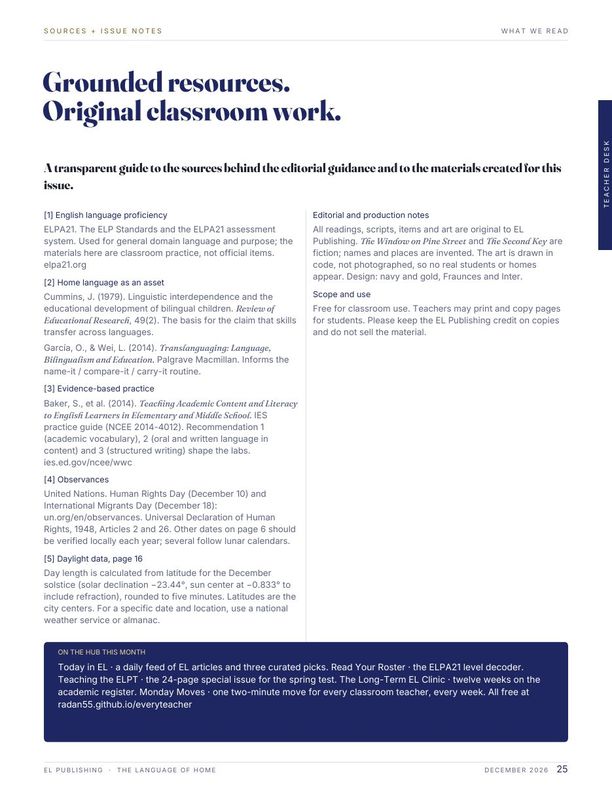 SOURCES + ISSUE NOTES
WHAT WE READ
Grounded resources.
Original classroom work.
TEACHER DESK
A transparent guide to the sources behind the editorial guidance and to the materials created for this
issue.
[1] English language proficiency
ELPA21. The ELP Standards and the ELPA21 assessment
system. Used for general domain language and purpose; the
materials here are classroom practice, not official items.
elpa21.org
[2] Home language as an asset
Cummins, J. (1979). Linguistic interdependence and the
educational development of bilingual children. Review of
Educational Research, 49(2). The basis for the claim that skills
transfer across languages.
García, O., & Wei, L. (2014). Translanguaging: Language,
Bilingualism and Education. Palgrave Macmillan. Informs the
name-it / compare-it / carry-it routine.
[3] Evidence-based practice
Baker, S., et al. (2014). Teaching Academic Content and Literacy
to English Learners in Elementary and Middle School. IES
practice guide (NCEE 2014-4012). Recommendation 1
(academic vocabulary), 2 (oral and written language in
content) and 3 (structured writing) shape the labs.
ies.ed.gov/ncee/wwc
[4] Observances
United Nations. Human Rights Day (December 10) and
International Migrants Day (December 18):
un.org/en/observances. Universal Declaration of Human
Rights, 1948, Articles 2 and 26. Other dates on page 6 should
be verified locally each year; several follow lunar calendars.
[5] Daylight data, page 16
Day length is calculated from latitude for the December
solstice (solar declination −23.44°, sun center at −0.833° to
include refraction), rounded to five minutes. Latitudes are the
city centers. For a specific date and location, use a national
weather service or almanac.
Editorial and production notes
All readings, scripts, items and art are original to EL
Publishing. The Window on Pine Street and The Second Key are
fiction; names and places are invented. The art is drawn in
code, not photographed, so no real students or homes
appear. Design: navy and gold, Fraunces and Inter.
Scope and use
Free for classroom use. Teachers may print and copy pages
for students. Please keep the EL Publishing credit on copies
and do not sell the material.
ON THE HUB THIS MONTH
Today in EL · a daily feed of EL articles and three curated picks. Read Your Roster · the ELPA21 level decoder.
Teaching the ELPT · the 24-page special issue for the spring test. The Long-Term EL Clinic · twelve weeks on the
academic register. Monday Moves · one two-minute move for every classroom teacher, every week. All free at
radan55.github.io/everyteacher
EL PUBLISHING · THE LANGUAGE OF HOME
DECEMBER 2026 25